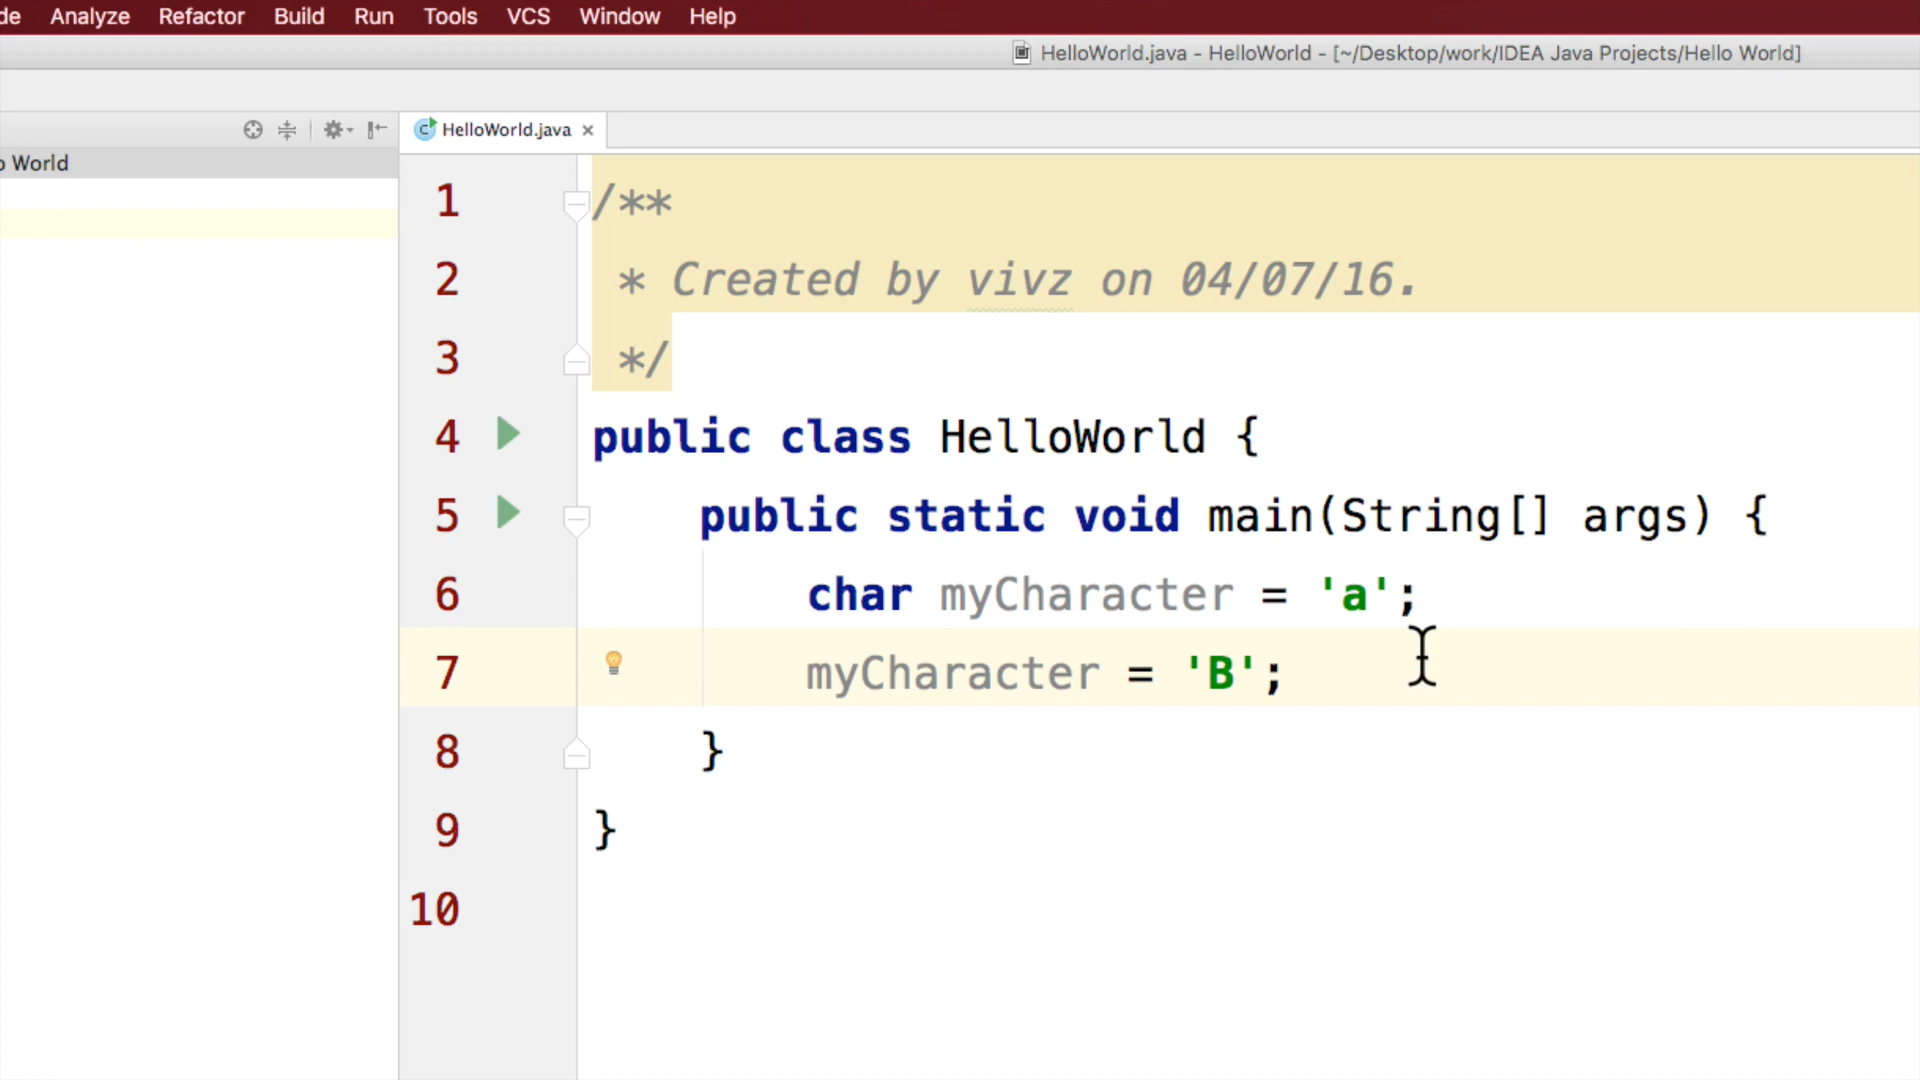 de Analyze Refactor Build Run Tools VCS Window Help
HelloWorld.java - HelloWorld - [~/Desktop/work/IDEA Java Projects/Hello World]
HelloWorld.java
o World
1 /**
2 * Created by vivz on 04/07/16.
3 */
4 public class HelloWorld {
5 public static void main(String[] args) {
6 char myCharacter = 'a';
7 myCharacter = 'B';
8 }
9 }
10